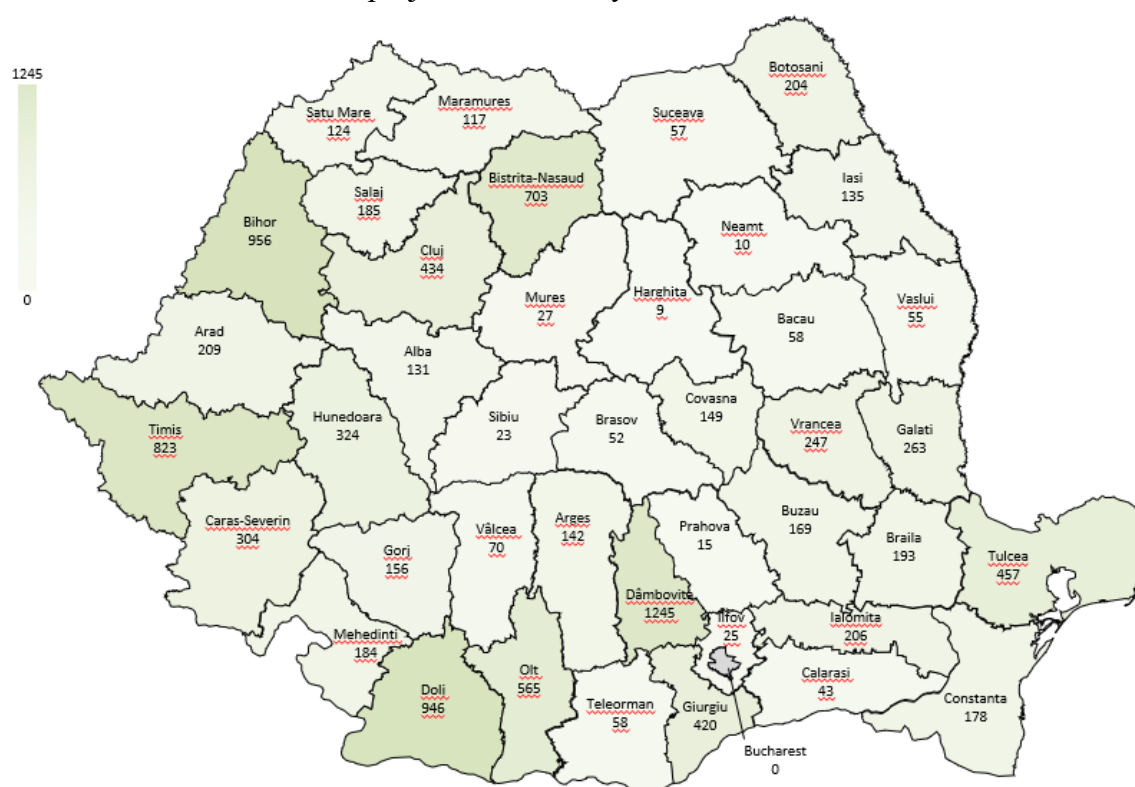 1245
0
Botosani
204
Satu Mare
124
Maramures
117
Suceava
57
Bistrita-Nasaud
703
Iasi
135
Salaj
185
Bihor
956
Cluj
434
Neamt
10
Mures
27
Harghita
9
Vaslui
55
Bacau
58
Arad
209
Alba
131
Covasna
149
Hunedoara
324
Sibiu
23
Brasov
52
Vrancea
247
Galati
263
Timis
823
Caras-Severin
304
Gorj
156
Vâlcea
70
Arges
142
Prahova
15
Buzau
169
Braila
193
Tulcea
457
Dâmbovita
1245
Ilfov
25
Ialomita
206
Mehedinti
184
Calarasi
43
Olt
565
Dolj
946
Teleorman
58
Giurgiu
420
Constanta
178
Bucharest
0